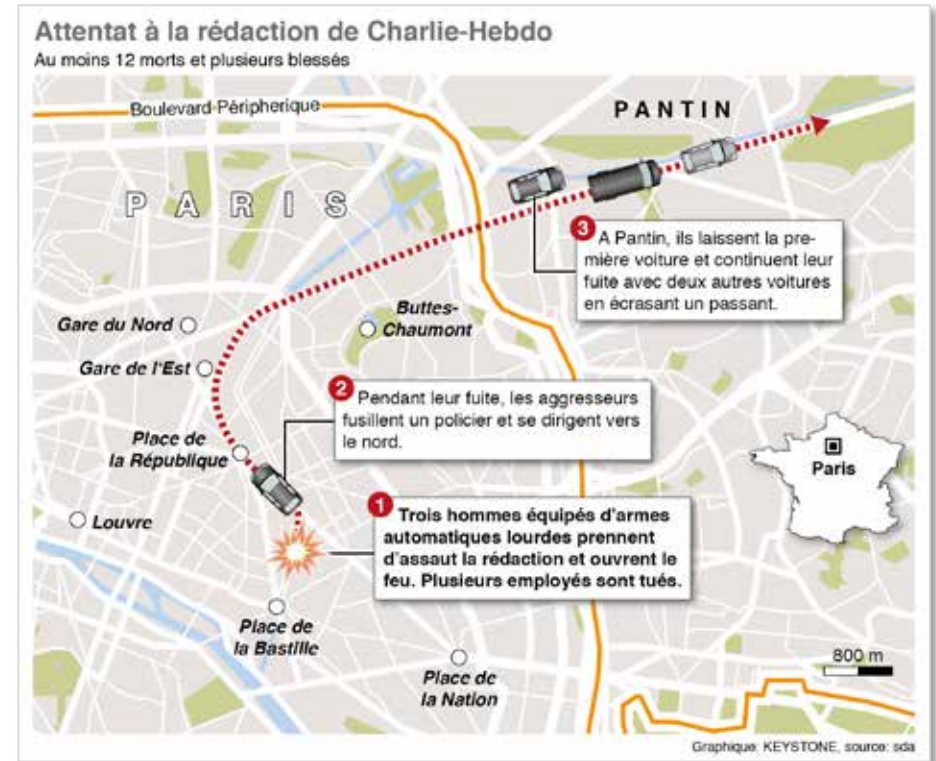 Attentat à la rédaction de Charlie-Hebdo
Au moins 12 morts et plusieurs blessés
Boulevard-Péripherique
PANTIN
PARIS
3
A Pantin, ils laissent la pre-
mière voiture et continuent leur
fuite avec deux autres voitures
en écrasant un passant.
Buttes-
Chaumont
Gare du Nord
Gare de l'Est
2
Pendant leur fuite, les aggresseurs
fusillent un policier et se dirigent vers
le nord.
Place de
la République
Paris
Louvre
1
Trois hommes équipés d'armes
automatiques lourdes prennent
d'assaut la rédaction et ouvrent le
feu. Plusieurs employés sont tués.
Place de
la Bastille
Place de
la Nation
800 m
Graphique: KEYSTONE, source: sda